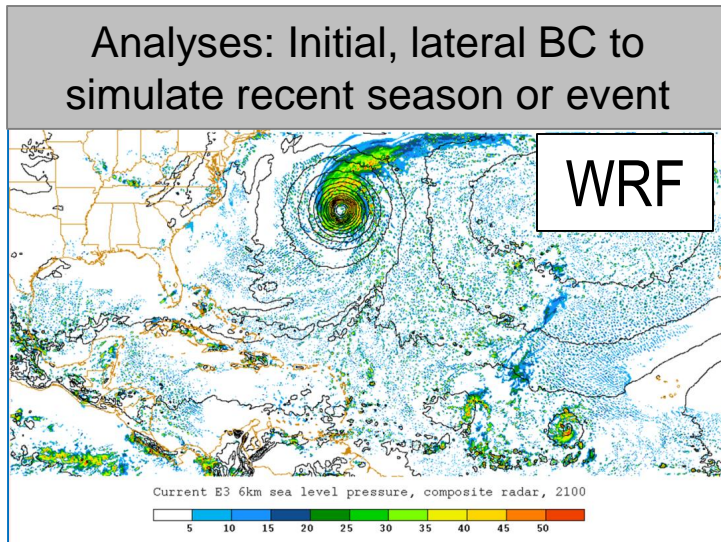 Analyses: Initial, lateral BC to
simulate recent season or event
WRF
Current E3 6km sea level pressure, composite radar, 2100
5 10 15 20 25 30 35 40 45 50